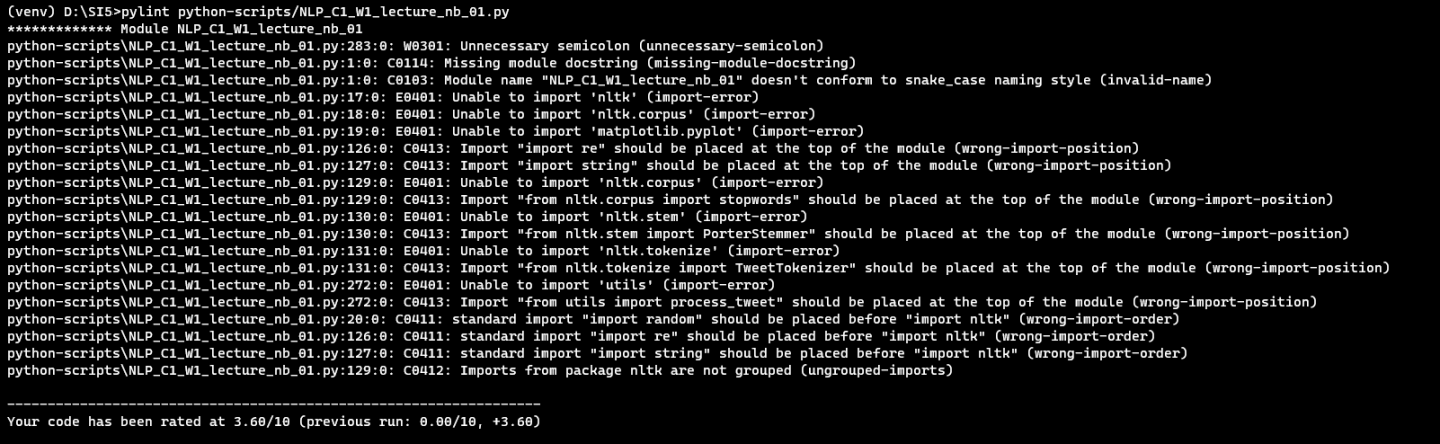 (venv) D:\SI5>pylint python-scripts/NLP_C1_W1_lecture_nb_01.py
************* Module NLP_C1_W1_lecture_nb_01
python-scripts\NLP_C1_W1_lecture_nb_01.py:283:0: W0301: Unnecessary semicolon (unnecessary-semicolon)
python-scripts\NLP_C1_W1_lecture_nb_01.py:1:0: C0114: Missing module docstring (missing-module-docstring)
python-scripts\NLP_C1_W1_lecture_nb_01.py:1:0: C0103: Module name "NLP_C1_W1_lecture_nb_01" doesn't conform to snake_case naming style (invalid-name)
python-scripts\NLP_C1_W1_lecture_nb_01.py:17:0: E0401: Unable to import 'nltk' (import-error)
python-scripts\NLP_C1_W1_lecture_nb_01.py:18:0: E0401: Unable to import 'nltk.corpus' (import-error)
python-scripts\NLP_C1_W1_lecture_nb_01.py:19:0: E0401: Unable to import 'matplotlib.pyplot' (import-error)
python-scripts\NLP_C1_W1_lecture_nb_01.py:126:0: C0413: Import "import re" should be placed at the top of the module (wrong-import-position)
python-scripts\NLP_C1_W1_lecture_nb_01.py:127:0: C0413: Import "import string" should be placed at the top of the module (wrong-import-position)
python-scripts\NLP_C1_W1_lecture_nb_01.py:129:0: E0401: Unable to import 'nltk.corpus' (import-error)
python-scripts\NLP_C1_W1_lecture_nb_01.py:129:0: C0413: Import "from nltk.corpus import stopwords" should be placed at the top of the module (wrong-import-position)
python-scripts\NLP_C1_W1_lecture_nb_01.py:130:0: E0401: Unable to import 'nltk.stem' (import-error)
python-scripts\NLP_C1_W1_lecture_nb_01.py:130:0: C0413: Import "from nltk.stem import PorterStemmer" should be placed at the top of the module (wrong-import-position)
python-scripts\NLP_C1_W1_lecture_nb_01.py:131:0: E0401: Unable to import 'nltk.tokenize' (import-error)
python-scripts\NLP_C1_W1_lecture_nb_01.py:131:0: C0413: Import "from nltk.tokenize import TweetTokenizer" should be placed at the top of the module (wrong-import-position)
python-scripts\NLP_C1_W1_lecture_nb_01.py:272:0: E0401: Unable to import 'utils' (import-error)
python-scripts\NLP_C1_W1_lecture_nb_01.py:272:0: C0413: Import "from utils import process_tweet" should be placed at the top of the module (wrong-import-position)
python-scripts\NLP_C1_W1_lecture_nb_01.py:20:0: C0411: standard import "import random" should be placed before "import nltk" (wrong-import-order)
python-scripts\NLP_C1_W1_lecture_nb_01.py:126:0: C0411: standard import "import re" should be placed before "import nltk" (wrong-import-order)
python-scripts\NLP_C1_W1_lecture_nb_01.py:127:0: C0411: standard import "import string" should be placed before "import nltk" (wrong-import-order)
python-scripts\NLP_C1_W1_lecture_nb_01.py:129:0: C0412: Imports from package nltk are not grouped (ungrouped-imports)
------------------------------------------------------------------
Your code has been rated at 3.60/10 (previous run: 0.00/10, +3.60)